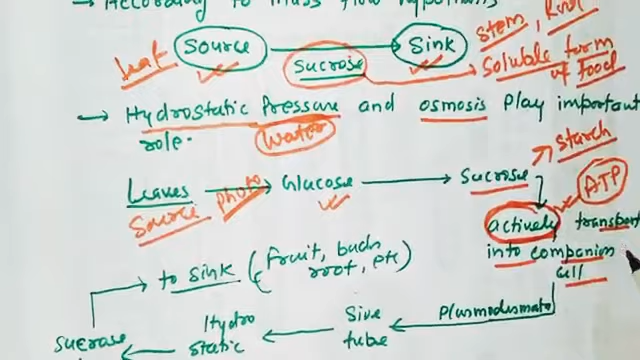 → According to mass flow hypothesis
Leaf Source → Sink stem, Root
Sucrose Soluble form
of food
→ Hydrostatic Pressure and osmosis play important
role. water
starch
Leaves photo → Glucose → Sucrose ATP
Source actively transport
into companion
cell
to sink (fruit, buds
root, etc)
Plasmodesmata
Hydro Sive
static tube
sucrose